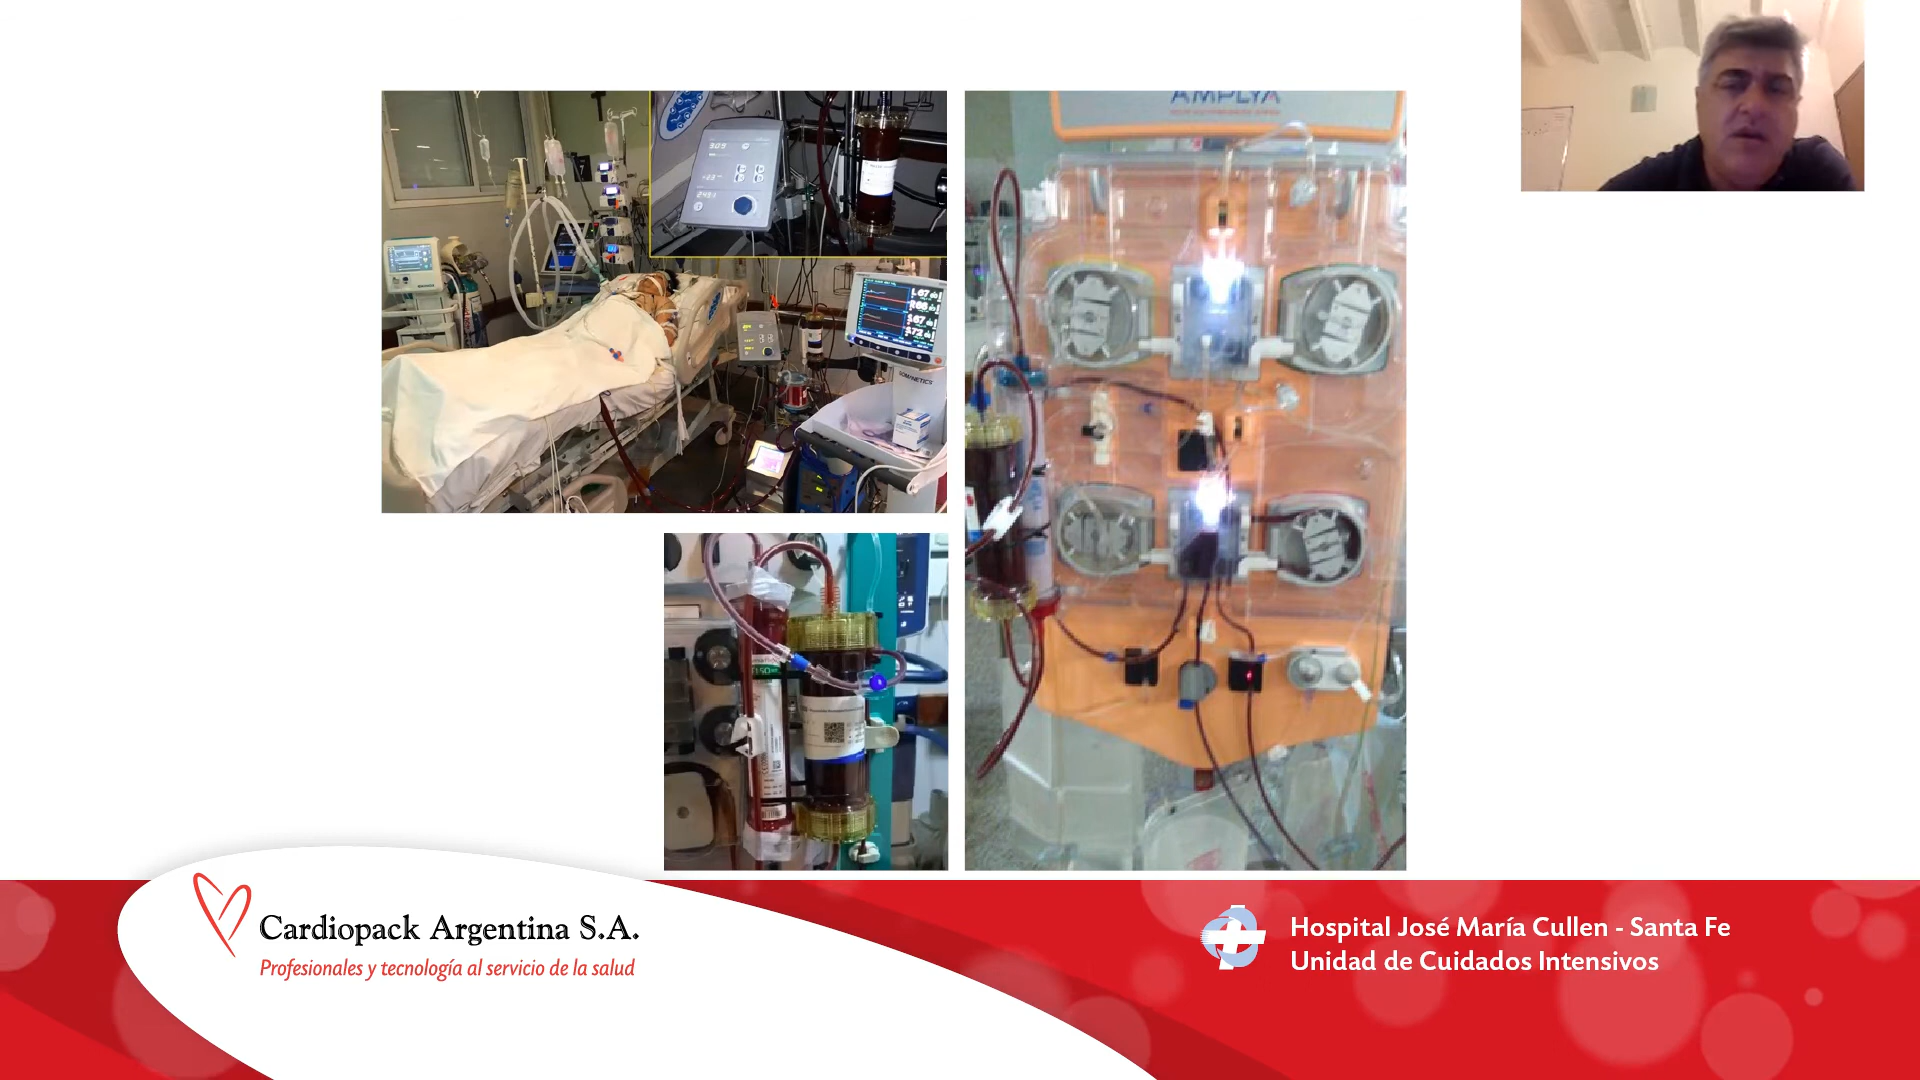 AMPLYA
SOMANETICS
Cardiopack Argentina S.A.
Profesionales y tecnología al servicio de la salud
Hospital José María Cullen - Santa Fe
Unidad de Cuidados Intensivos